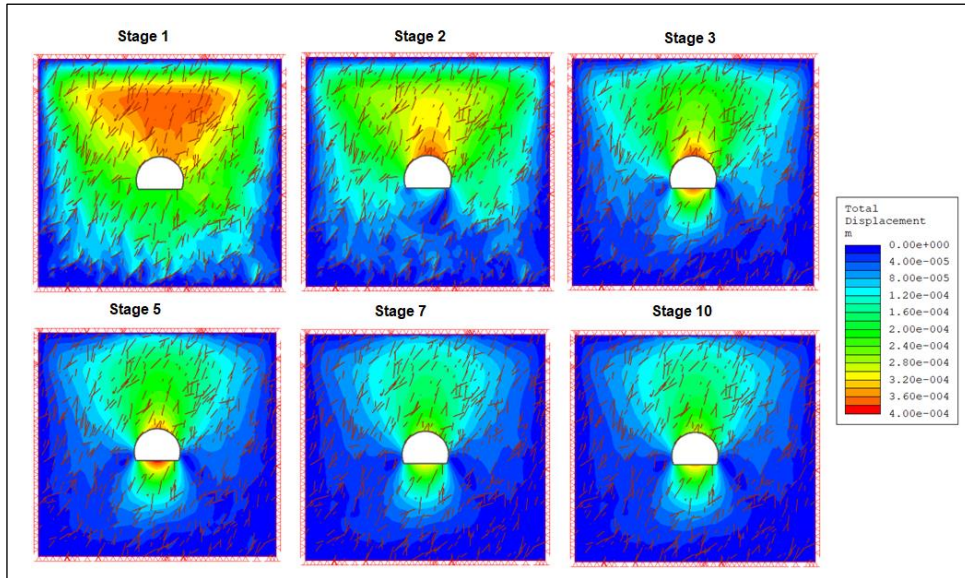 Stage 1
Stage 2
Stage 3
Stage 5
Stage 7
Stage 10
Total
Displacement
m
0.00e+000
4.00e-005
8.00e-005
1.20e-004
1.60e-004
2.00e-004
2.40e-004
2.80e-004
3.20e-004
3.60e-004
4.00e-004